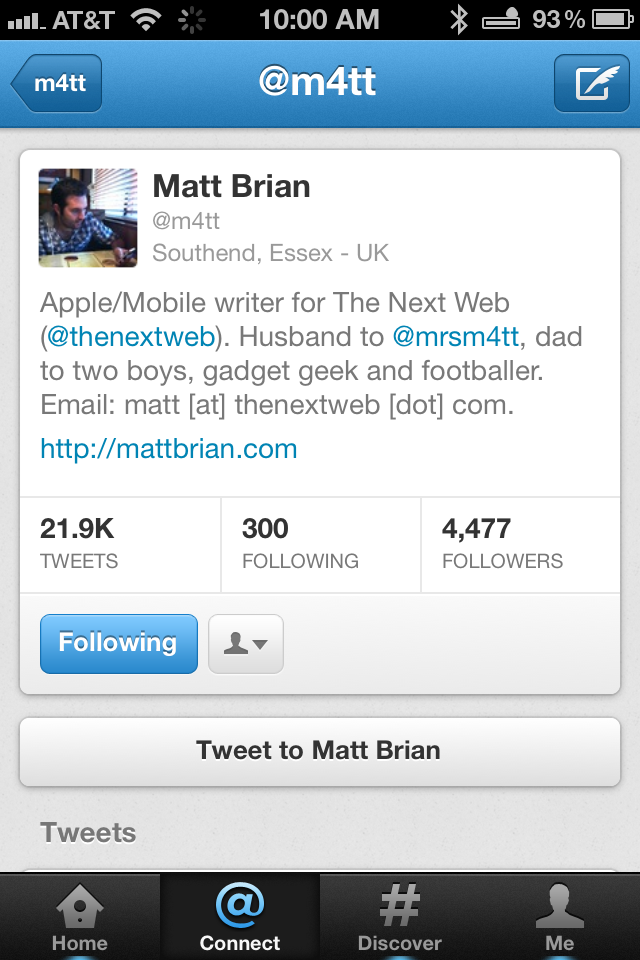 AT&T 10:00 AM 93%
m4tt @m4tt
Matt Brian
@m4tt
Southend, Essex - UK
Apple/Mobile writer for The Next Web
(@thenextweb). Husband to @mrsm4tt, dad
to two boys, gadget geek and footballer.
Email: matt [at] thenextweb [dot] com.
http://mattbrian.com
21.9K 300 4,477
TWEETS FOLLOWING FOLLOWERS
Following
Tweet to Matt Brian
Tweets
@ #
Home Connect Discover Me